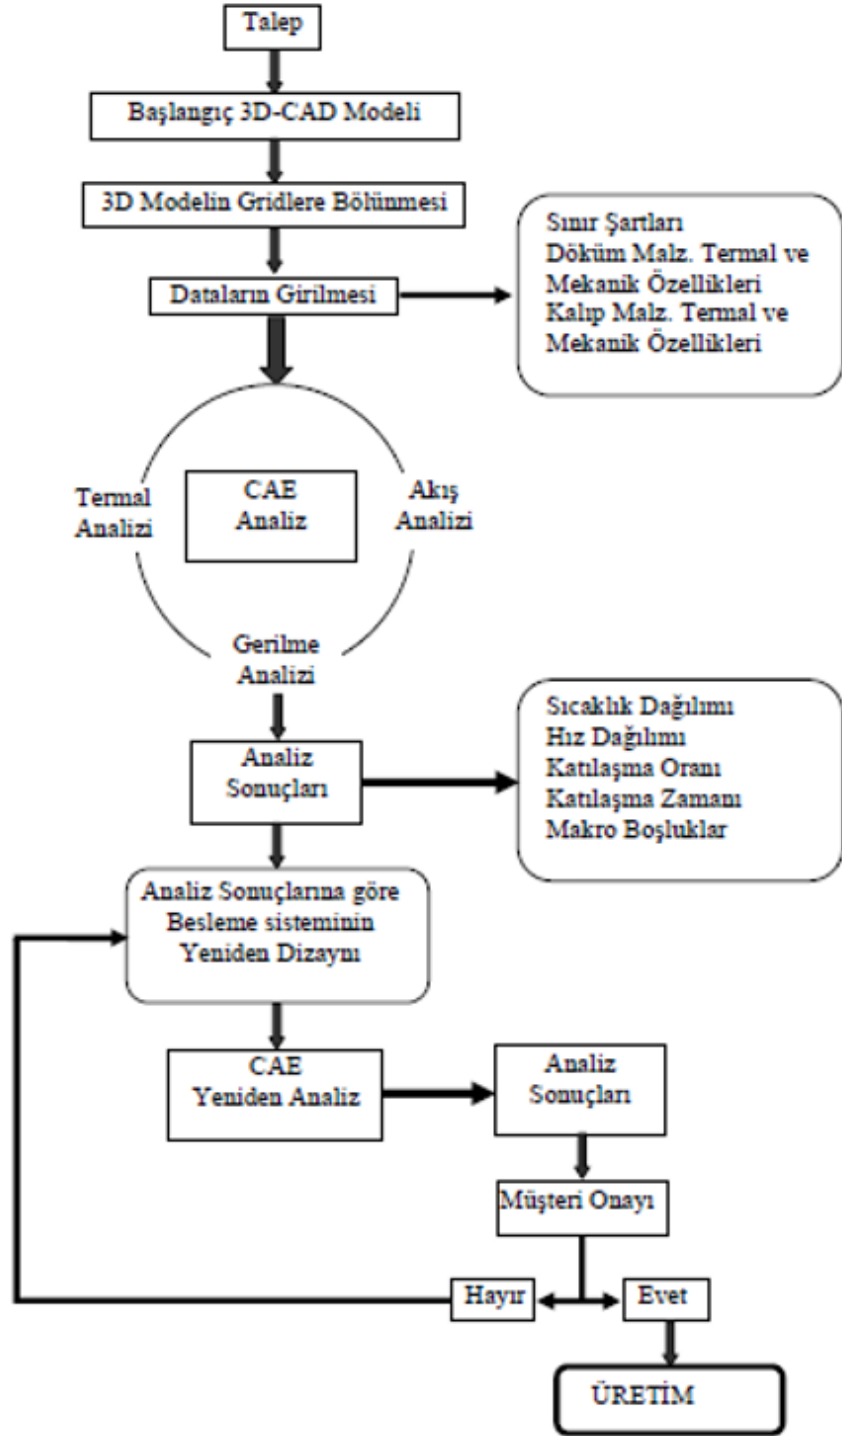 Talep
Başlangıç 3D-CAD Modeli
3D Modelin Gridlere Bölünmesi
Dataların Girilmesi
Sınır Şartları
Döküm Malz. Termal ve
Mekanik Özellikleri
Kalıp Malz. Termal ve
Mekanik Özellikleri
Termal
Analizi
CAE
Analiz
Akış
Analizi
Gerilme
Analizi
Analiz
Sonuçları
Sıcaklık Dağılımı
Hız Dağılımı
Katılaşma Oranı
Katılaşma Zamanı
Makro Boşluklar
Analiz Sonuçlarına göre
Besleme sisteminin
Yeniden Dizaynı
CAE
Yeniden Analiz
Analiz
Sonuçları
Müşteri Onayı
Hayır
Evet
ÜRETİM